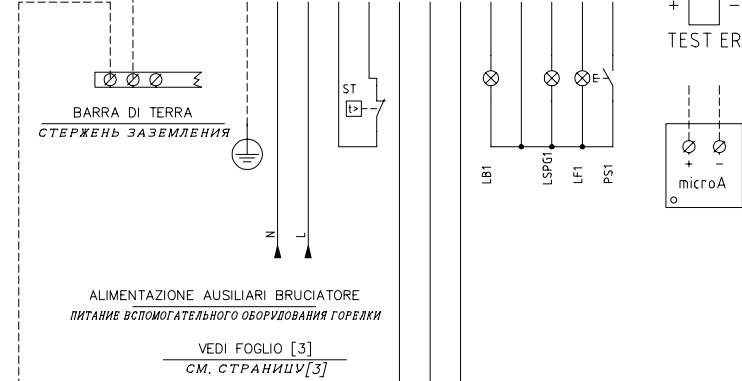 + -
TEST ER
ST
t>
E
BARRA DI TERRA
СТЕРЖЕНЬ ЗАЗЕМЛЕНИЯ
LB1
LSPG1
LF1
PS1
+ -
microA
N
L
ALIMENTAZIONE AUSILIARI BRUCIATORE
ПИТАНИЕ ВСПОМОГАТЕЛЬНОГО ОБОРУДОВАНИЯ ГОРЕЛКИ
VEDI FOGLIO [3]
СМ. СТРАНИЦУ[3]